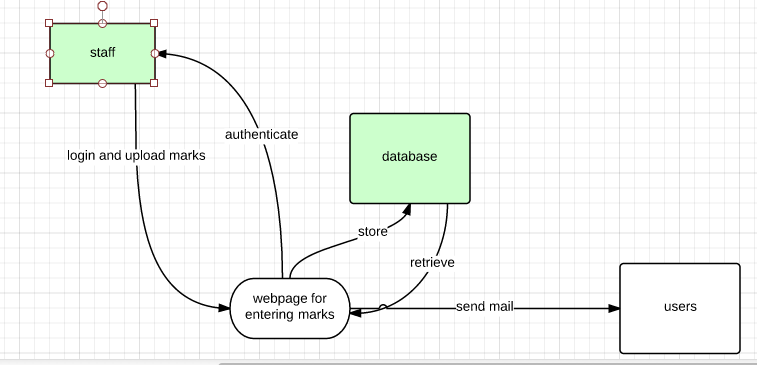 staff
authenticate
login and upload marks
database
store
retrieve
webpage for
entering marks
send mail
users